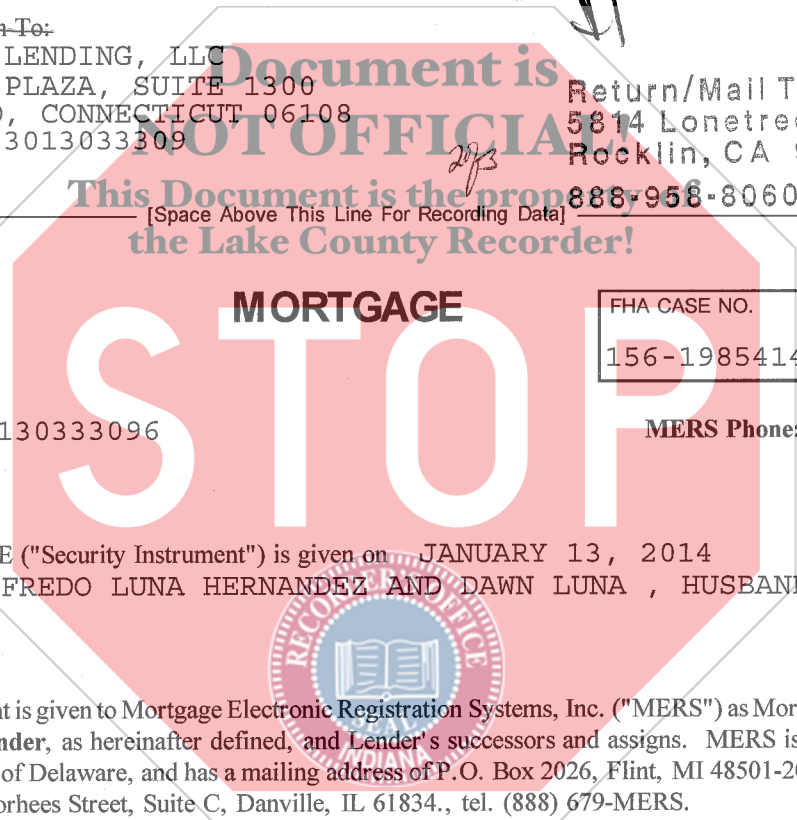 n To:
LENDING, LLC
PLAZA, SUITE 1300
CONNECTICUT 06108
3013033309
Return/Mail T
5814 Lonetre
Rocklin, CA
888-958-8060
Document is
NOT OFFICIAL!
This Document is the property of
the Lake County Recorder!
[Space Above This Line For Recording Data]
MORTGAGE
FHA CASE NO.
156-1985414
STOP
130333096
MERS Phone:
E ("Security Instrument") is given on JANUARY 13, 2014
FREDO LUNA HERNANDEZ AND DAWN LUNA , HUSBAN
RECORDER'S OFFICE
SEAL
INDIANA
nt is given to Mortgage Electronic Registration Systems, Inc. ("MERS") as Mor
nder, as hereinafter defined, and Lender's successors and assigns. MERS is
of Delaware, and has a mailing address of P.O. Box 2026, Flint, MI 48501-20
orhees Street, Suite C, Danville, IL 61834., tel. (888) 679-MERS.